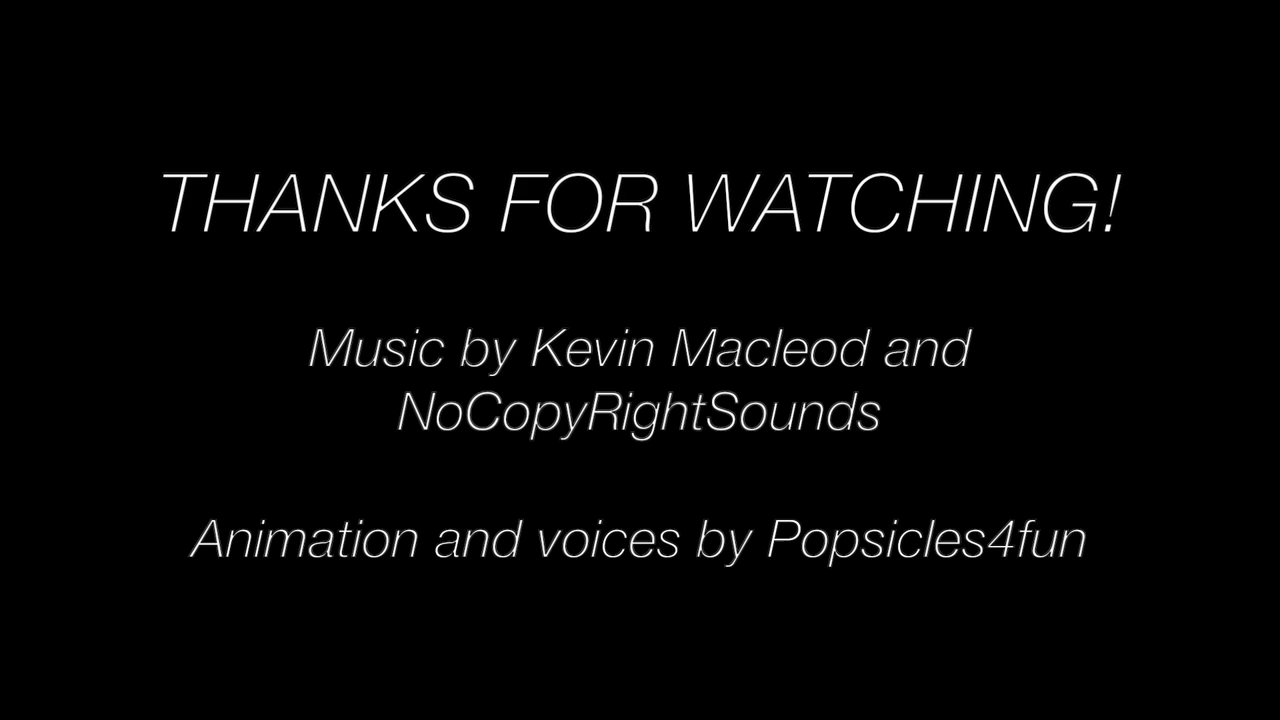 THANKS FOR WATCHING!
Music by Kevin Macleod and
NoCopyRightSounds
Animation and voices by Popsicles4fun